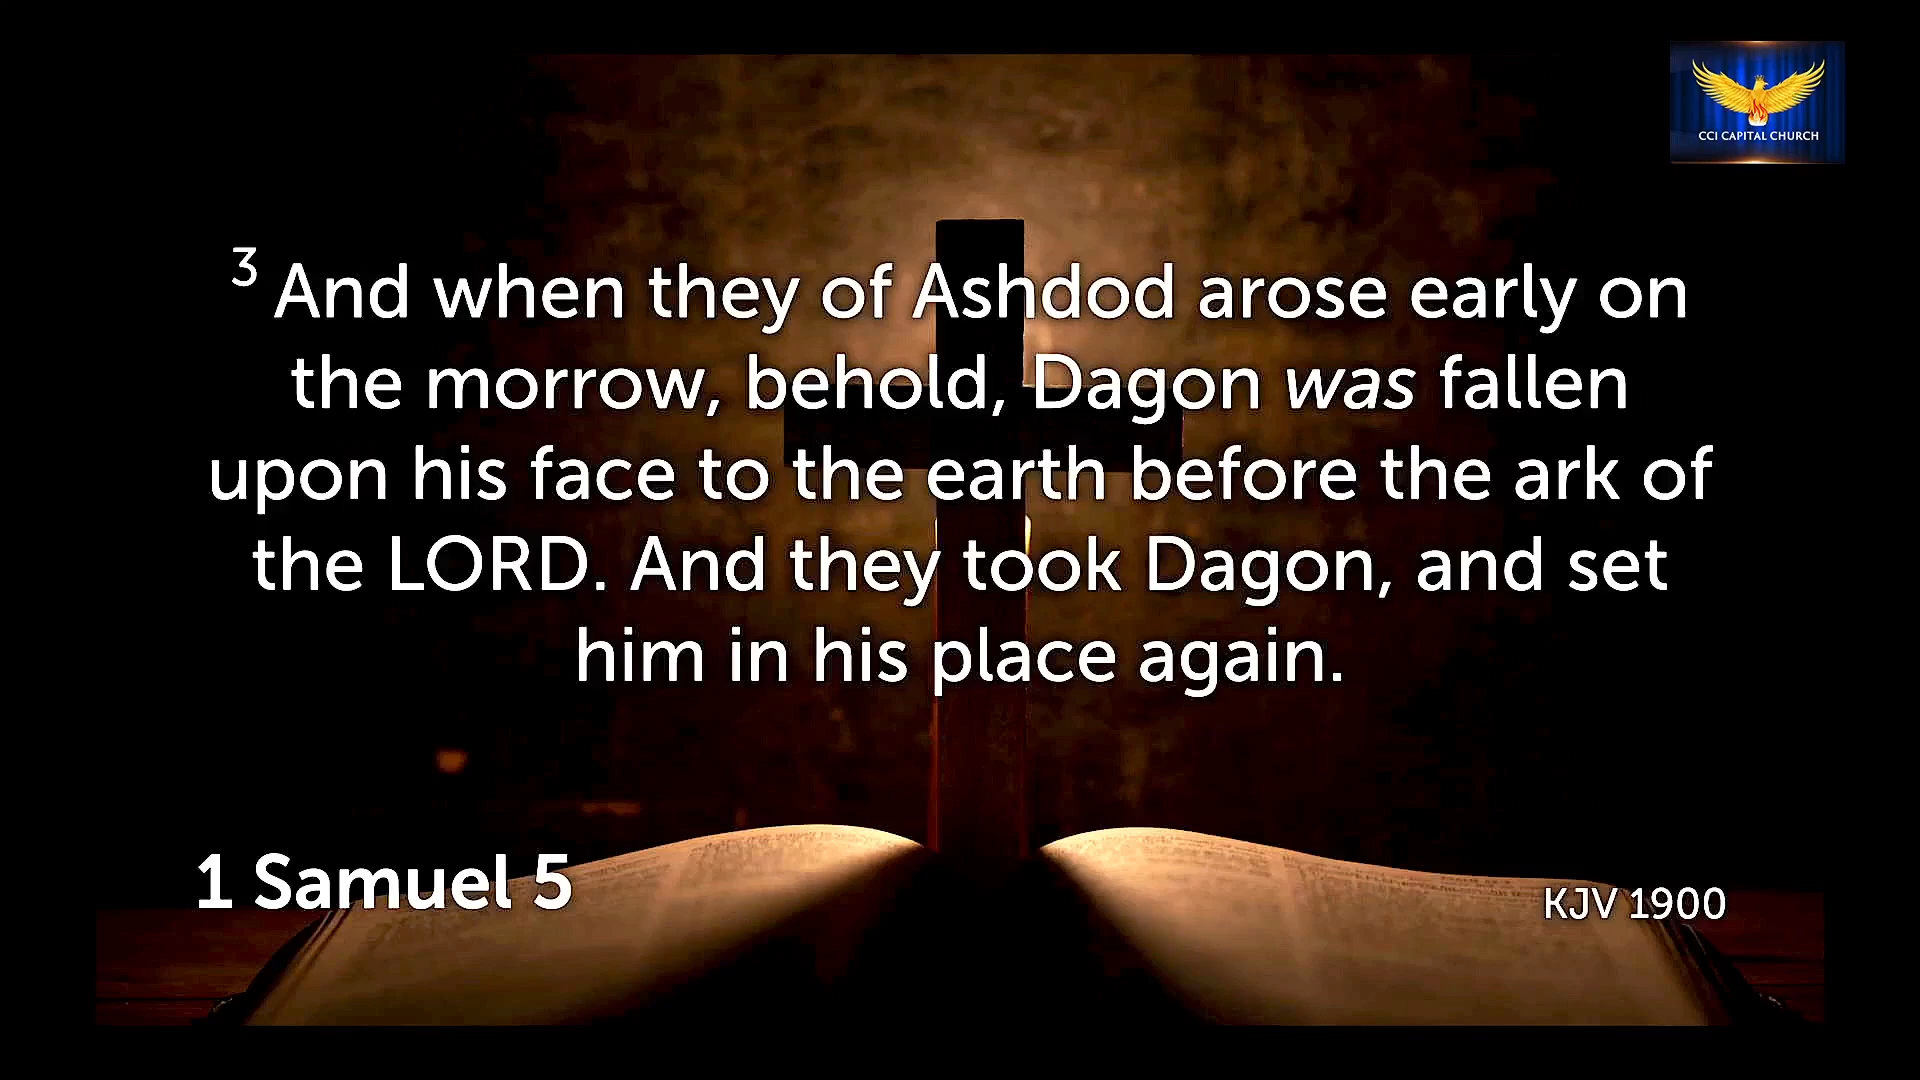 CCI CAPITAL CHURCH
3 And when they of Ashdod arose early on
the morrow, behold, Dagon was fallen
upon his face to the earth before the ark of
the LORD. And they took Dagon, and set
him in his place again.
1 Samuel 5
KJV 1900